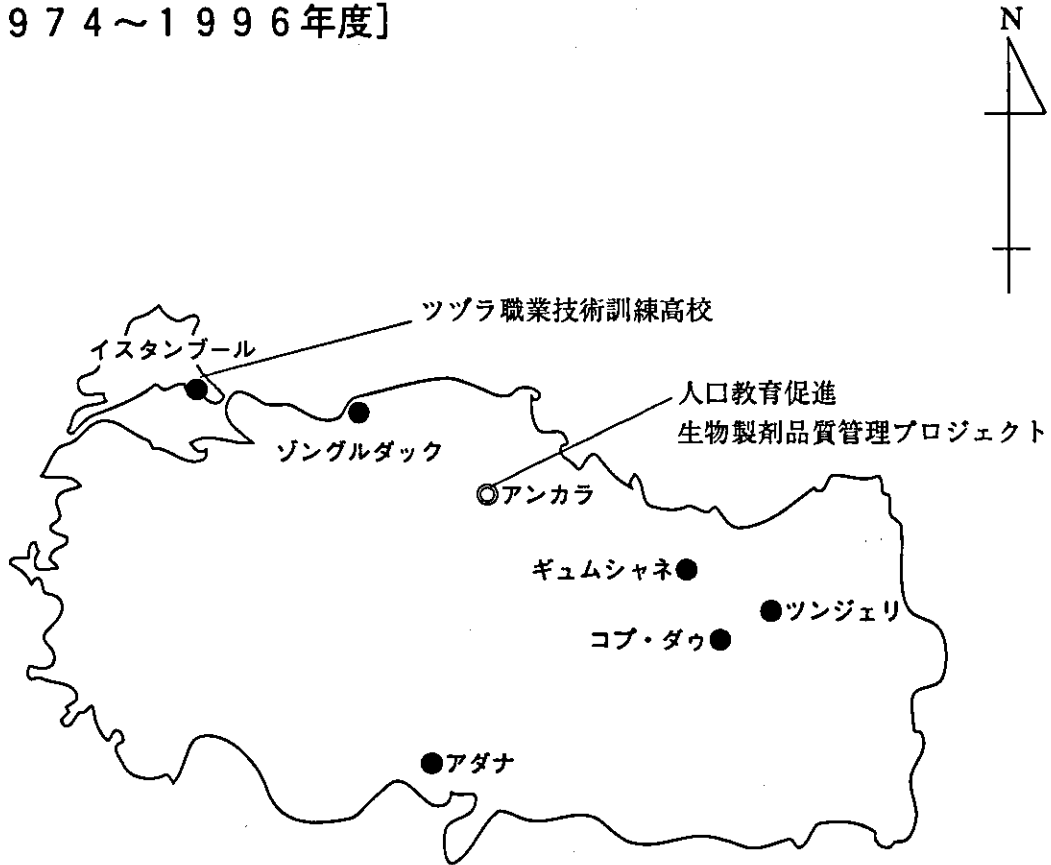 974～1996年度]
N
ツヅラ職業技術訓練高校
イスタンブール
人口教育促進
生物製剤品質管理プロジェクト
ゾングルダック
アンカラ
ギュムシャネ
ツンジェリ
コプ・ダゥ
アダナ